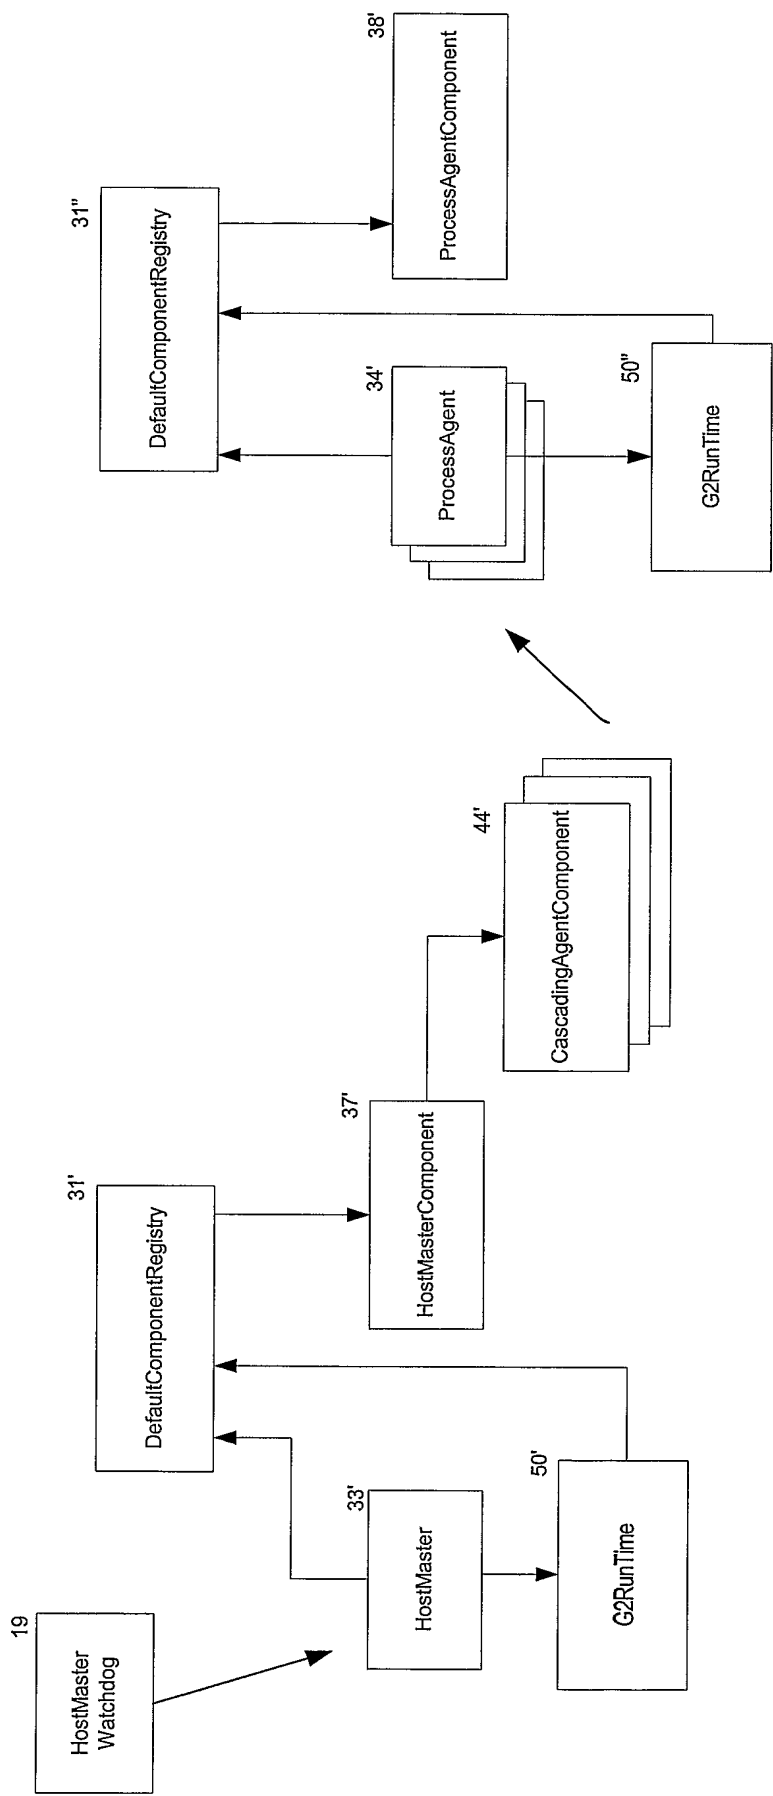 19
HostMaster
Watchdog
31'
DefaultComponentRegistry
33'
HostMaster
37'
HostMasterComponent
50'
G2RunTime
44'
CascadingAgentComponent
31"
DefaultComponentRegistry
34'
ProcessAgent
38'
ProcessAgentComponent
50"
G2RunTime